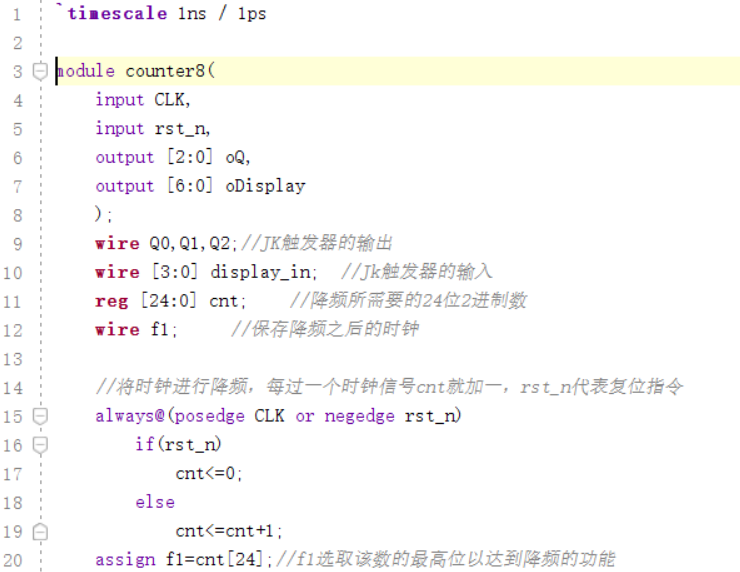 1 `timescale 1ns / 1ps
2
3 module counter8(
4 input CLK,
5 input rst_n,
6 output [2:0] oQ,
7 output [6:0] oDisplay
8 );
9 wire Q0,Q1,Q2;//JK触发器的输出
10 wire [3:0] display_in; //Jk触发器的输入
11 reg [24:0] cnt; //降频所需要的24位2进制数
12 wire f1; //保存降频之后的时钟
13
14 //将时钟进行降频，每过一个时钟信号cnt就加一，rst_n代表复位指令
15 always@(posedge CLK or negedge rst_n)
16 if(rst_n)
17 cnt<=0;
18 else
19 cnt<=cnt+1;
20 assign f1=cnt[24];//f1选取该数的最高位以达到降频的功能